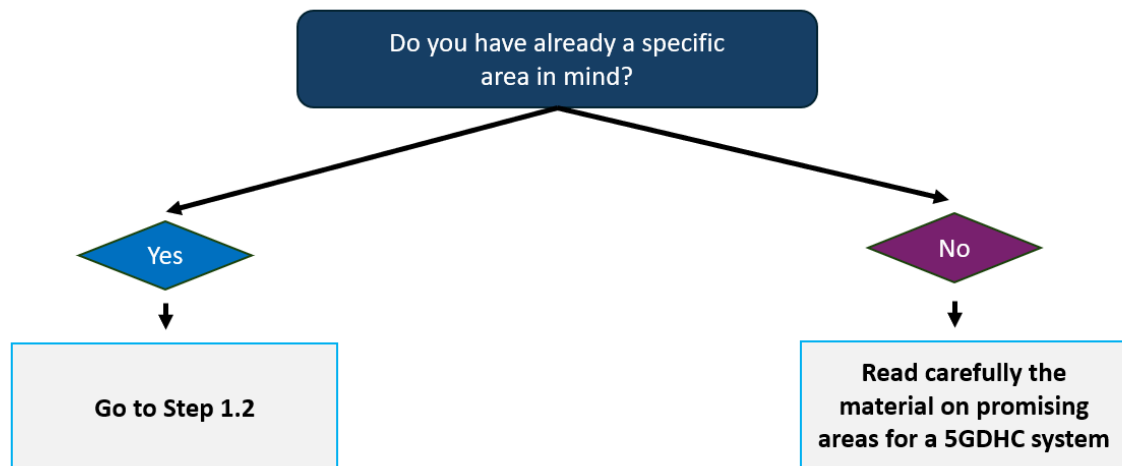 Do you have already a specific
area in mind?
Yes
No
Go to Step 1.2
Read carefully the
material on promising
areas for a 5GDHC system